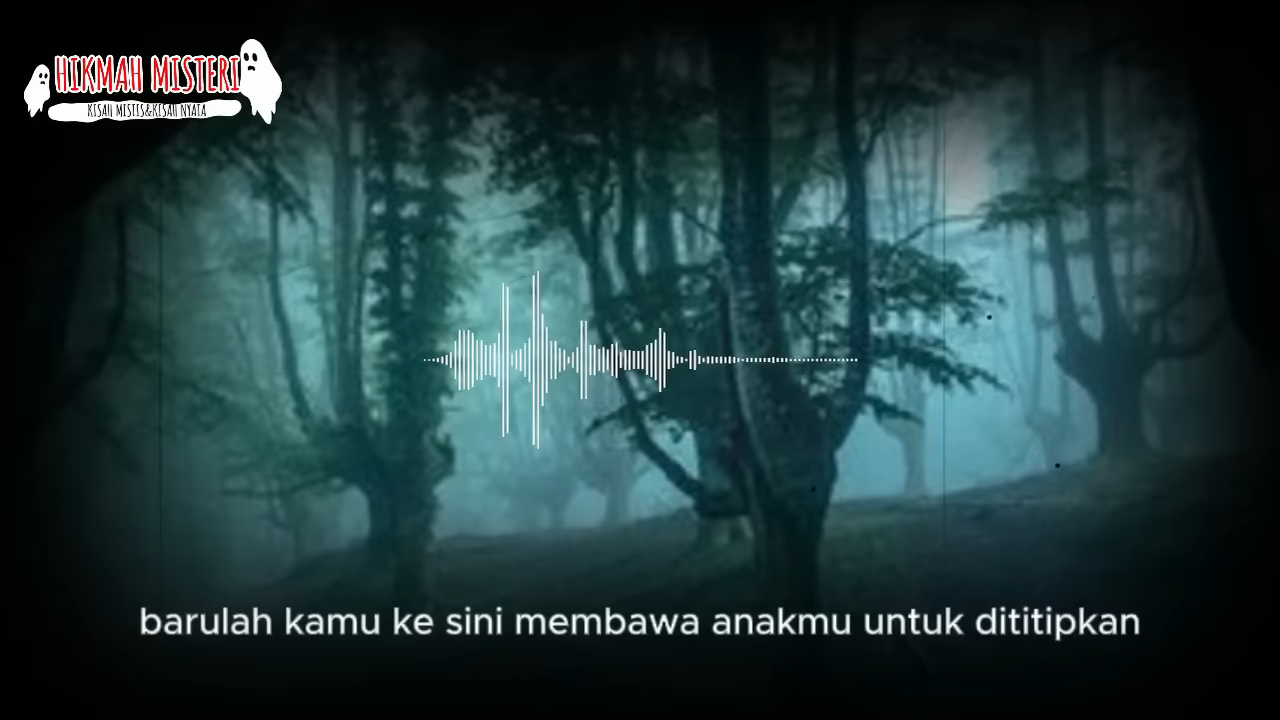 HIKMAH MISTERI
KISAH MISTIS&KISAH NYATA
barulah kamu ke sini membawa anakmu untuk dititipkan